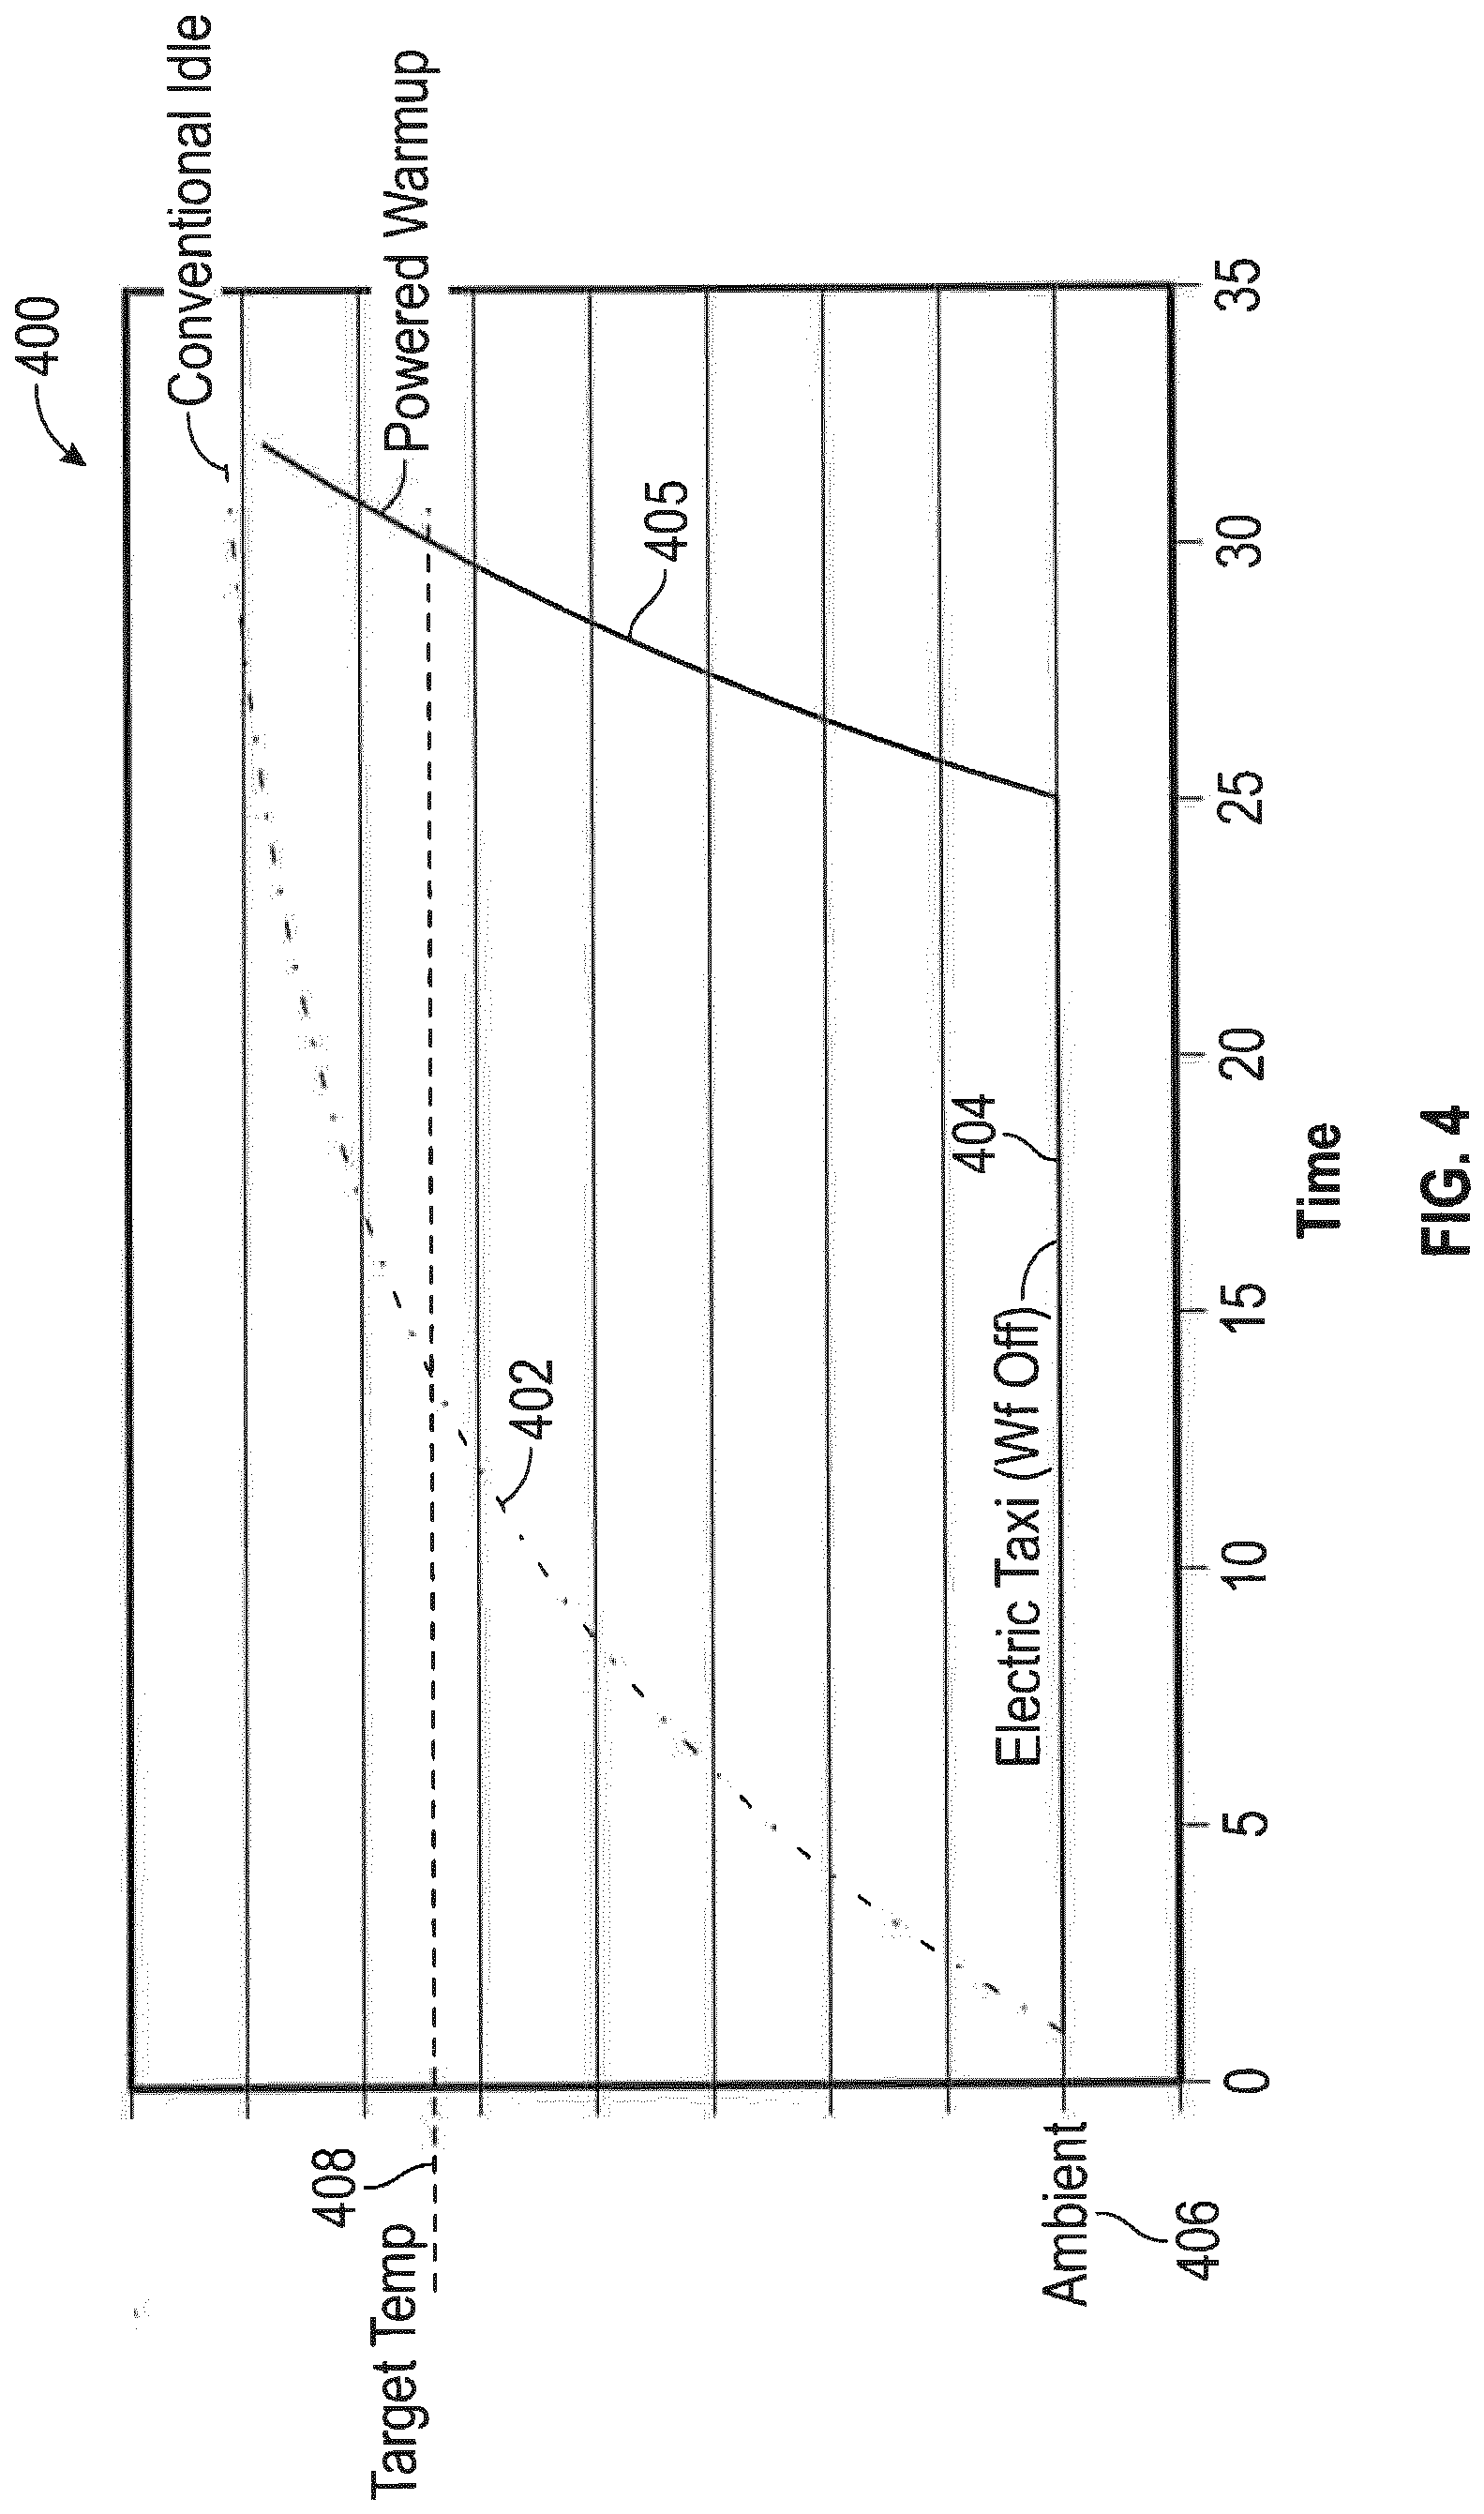 400
Conventional Idle
Powered Warmup
Target Temp
408
402
405
404
Electric Taxi (Wf Off)
Ambient
406
0 5 10 15 20 25 30 35
Time
FIG. 4